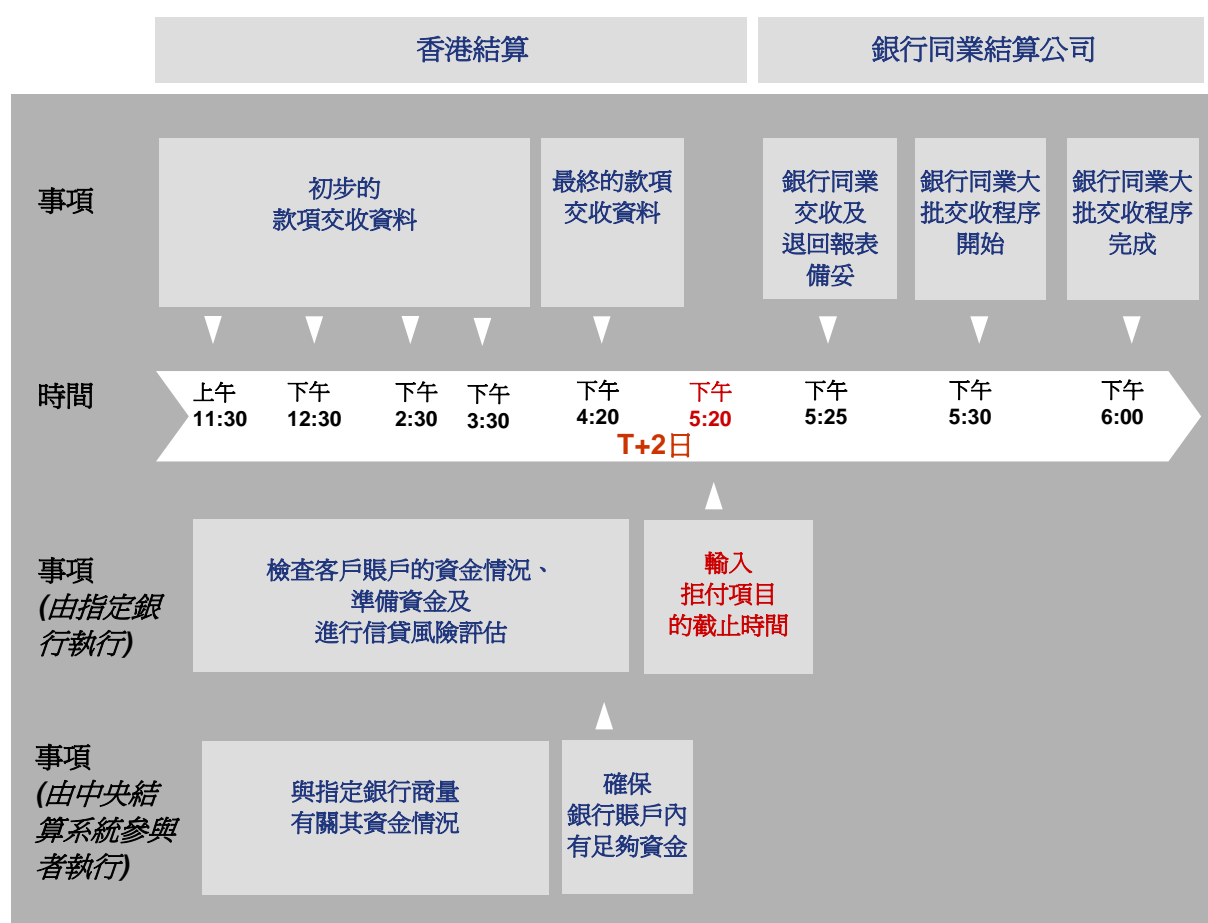 香港結算
銀行同業結算公司
事項
初步的
款項交收資料
最終的款項
交收資料
銀行同業
交收及
退回報表
備妥
銀行同業大
批交收程序
開始
銀行同業大
批交收程序
完成
時間
上午
11:30
下午
12:30
下午
2:30
下午
3:30
下午
4:20
下午
5:20
下午
5:25
下午
5:30
下午
6:00
T+2日
事項
(由指定銀
行執行)
檢查客戶賬戶的資金情況、
準備資金及
進行信貸風險評估
輸入
拒付項目
的截止時間
事項
(由中央結
算系統參與
者執行)
與指定銀行商量
有關其資金情況
確保
銀行賬戶內
有足夠資金